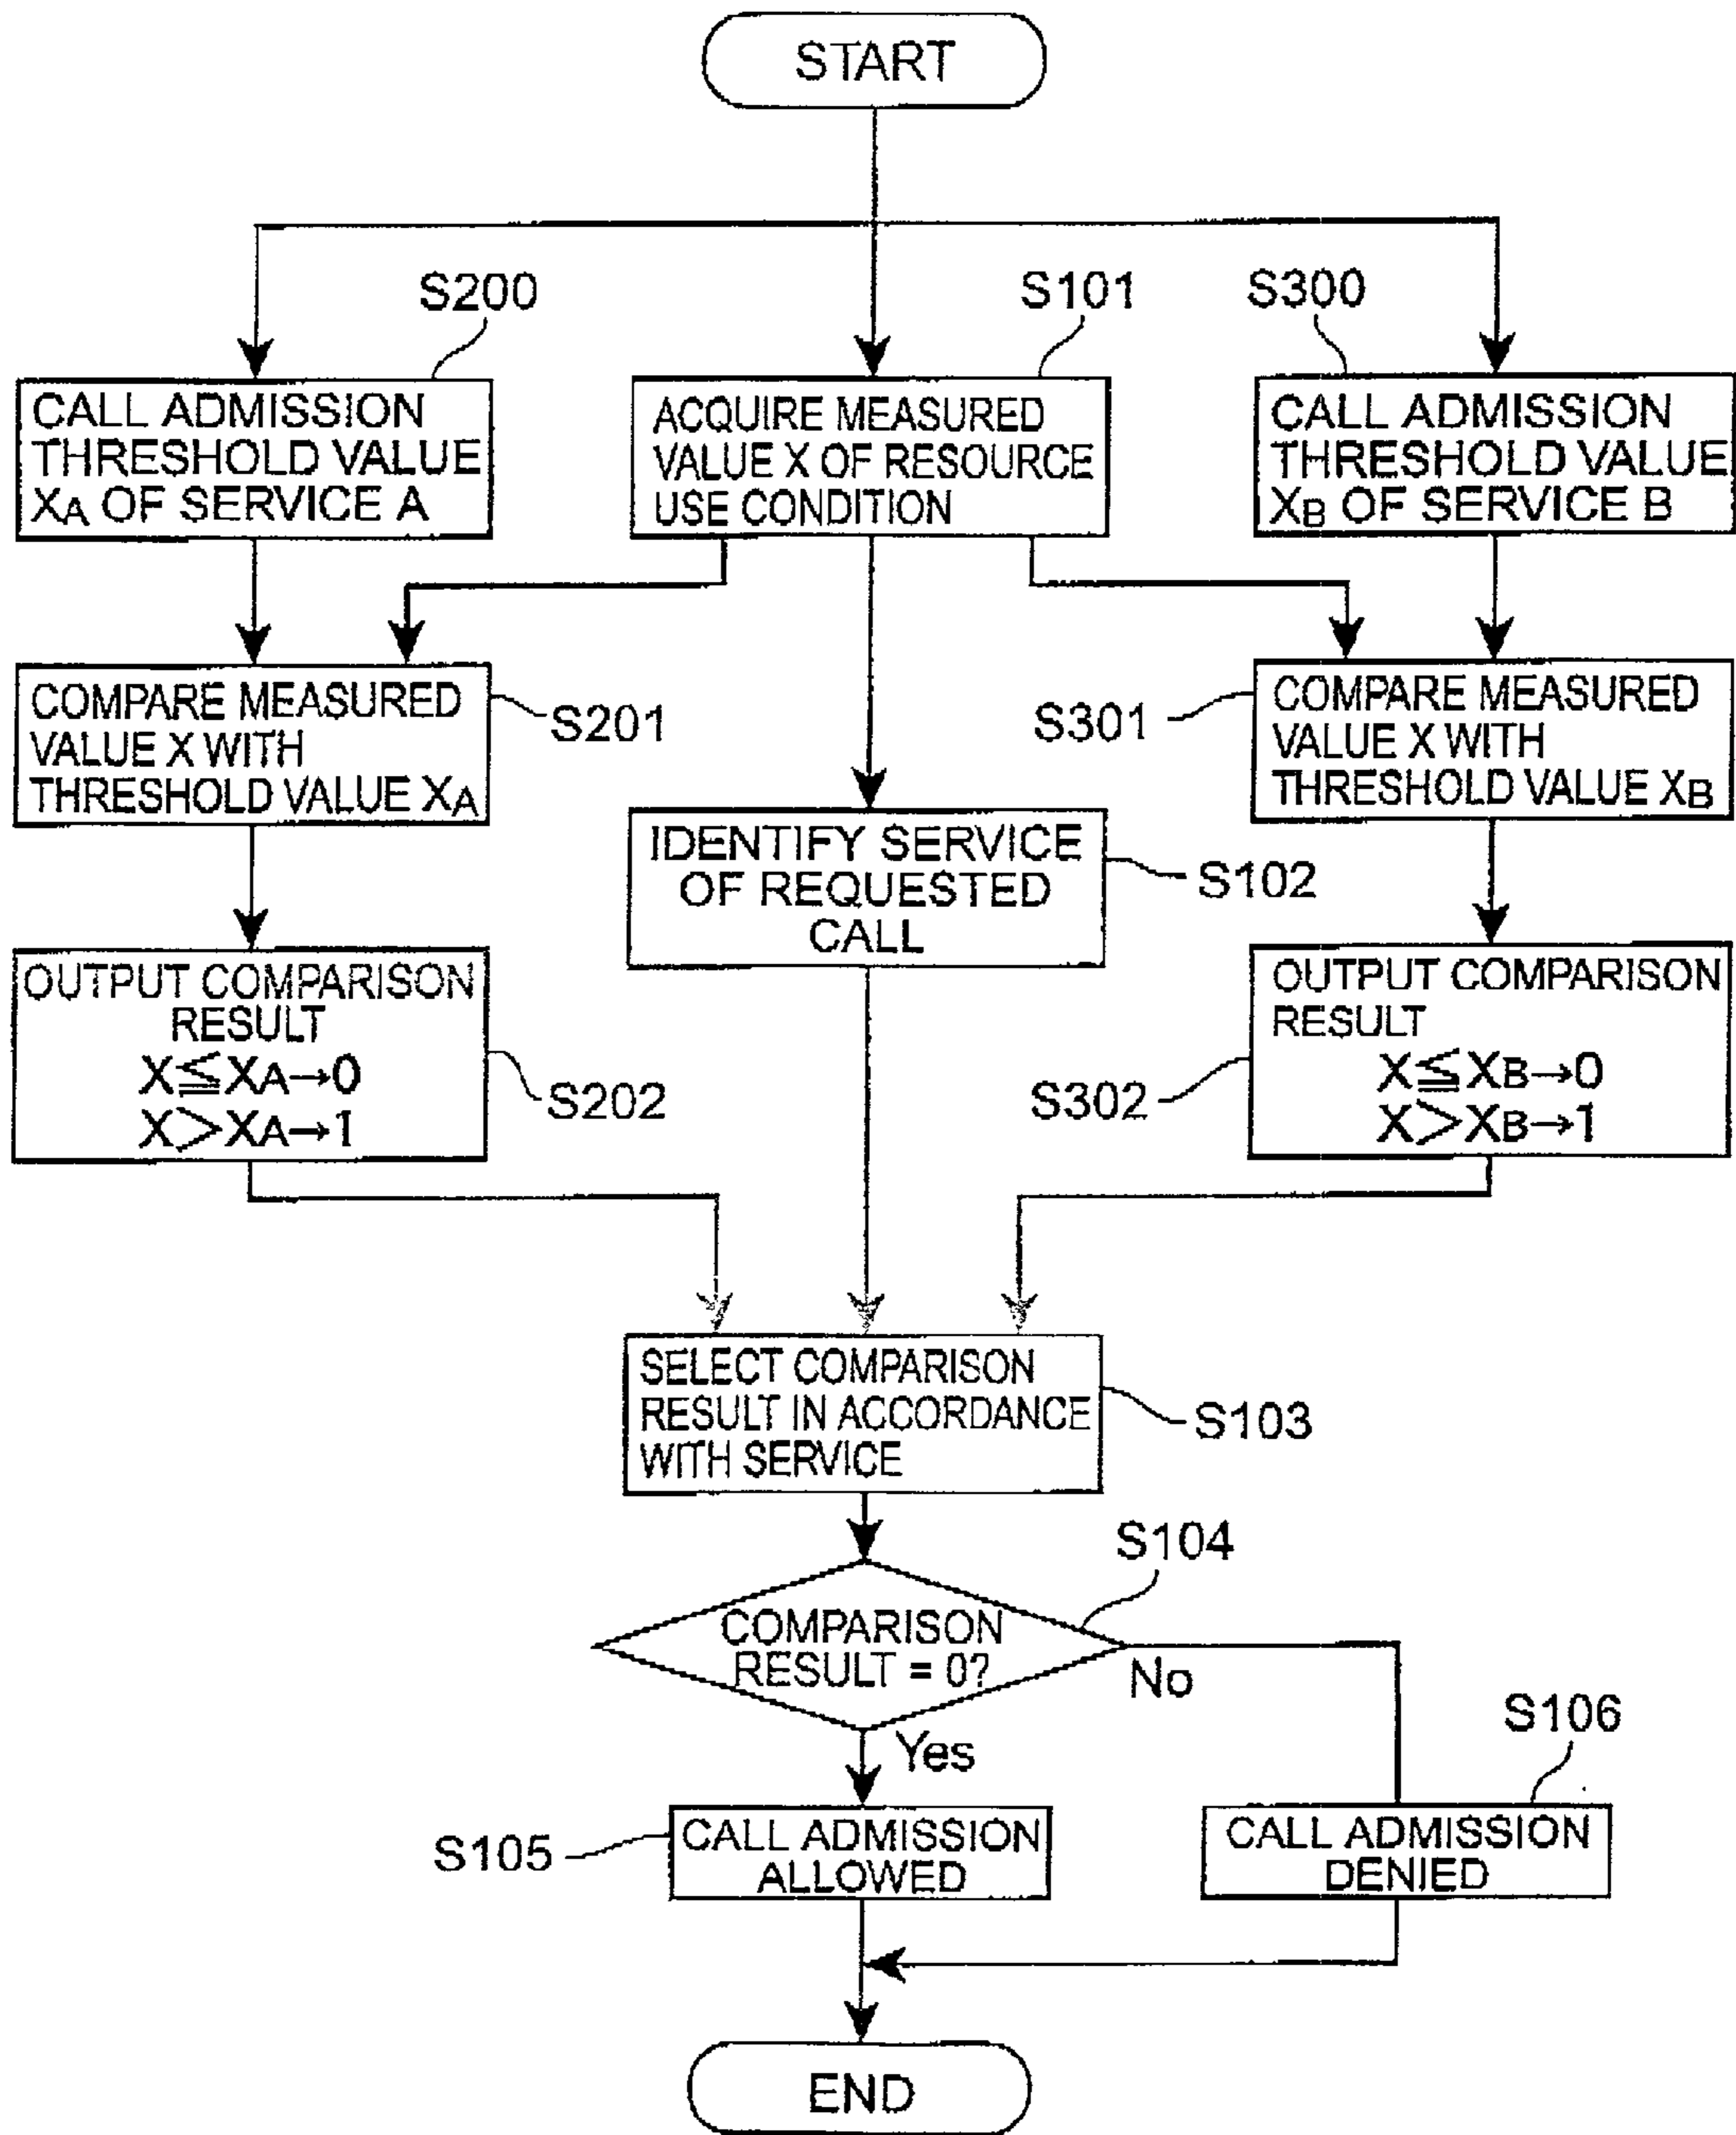 START
S200
S101
S300
CALL ADMISSION
THRESHOLD VALUE
XA OF SERVICE A
ACQUIRE MEASURED
VALUE X OF RESOURCE
USE CONDITION
CALL ADMISSION
THRESHOLD VALUE
XB OF SERVICE B
COMPARE MEASURED
VALUE X WITH
THRESHOLD VALUE XA
S201
S301
COMPARE MEASURED
VALUE X WITH
THRESHOLD VALUE XB
IDENTIFY SERVICE
OF REQUESTED
CALL
S102
OUTPUT COMPARISON
RESULT
X≦XA→0
X>XA→1
S202
S302
OUTPUT COMPARISON
RESULT
X≦XB→0
X>XB→1
SELECT COMPARISON
RESULT IN ACCORDANCE
WITH SERVICE
S103
S104
COMPARISON
RESULT = 0?
No
Yes
S106
S105
CALL ADMISSION
ALLOWED
CALL ADMISSION
DENIED
END